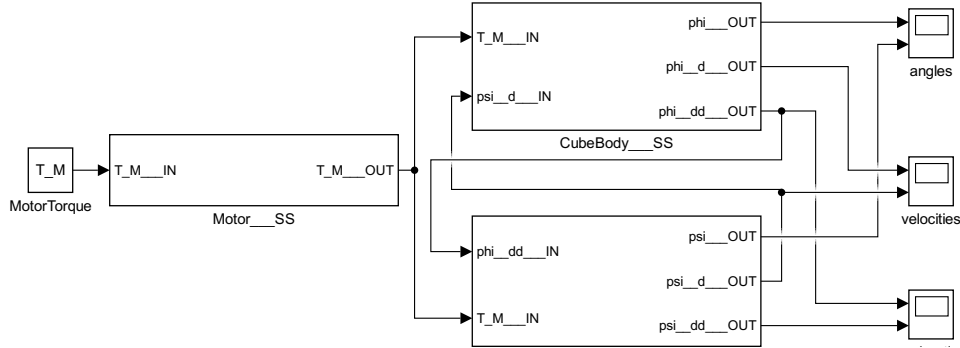 T_M
MotorTorque
T_M___IN
T_M___OUT
Motor___SS
T_M___IN
psi__d___IN
phi___OUT
phi__d___OUT
phi__dd___OUT
CubeBody___SS
phi__dd___IN
T_M___IN
psi___OUT
psi__d___OUT
psi__dd___OUT
angles
velocities